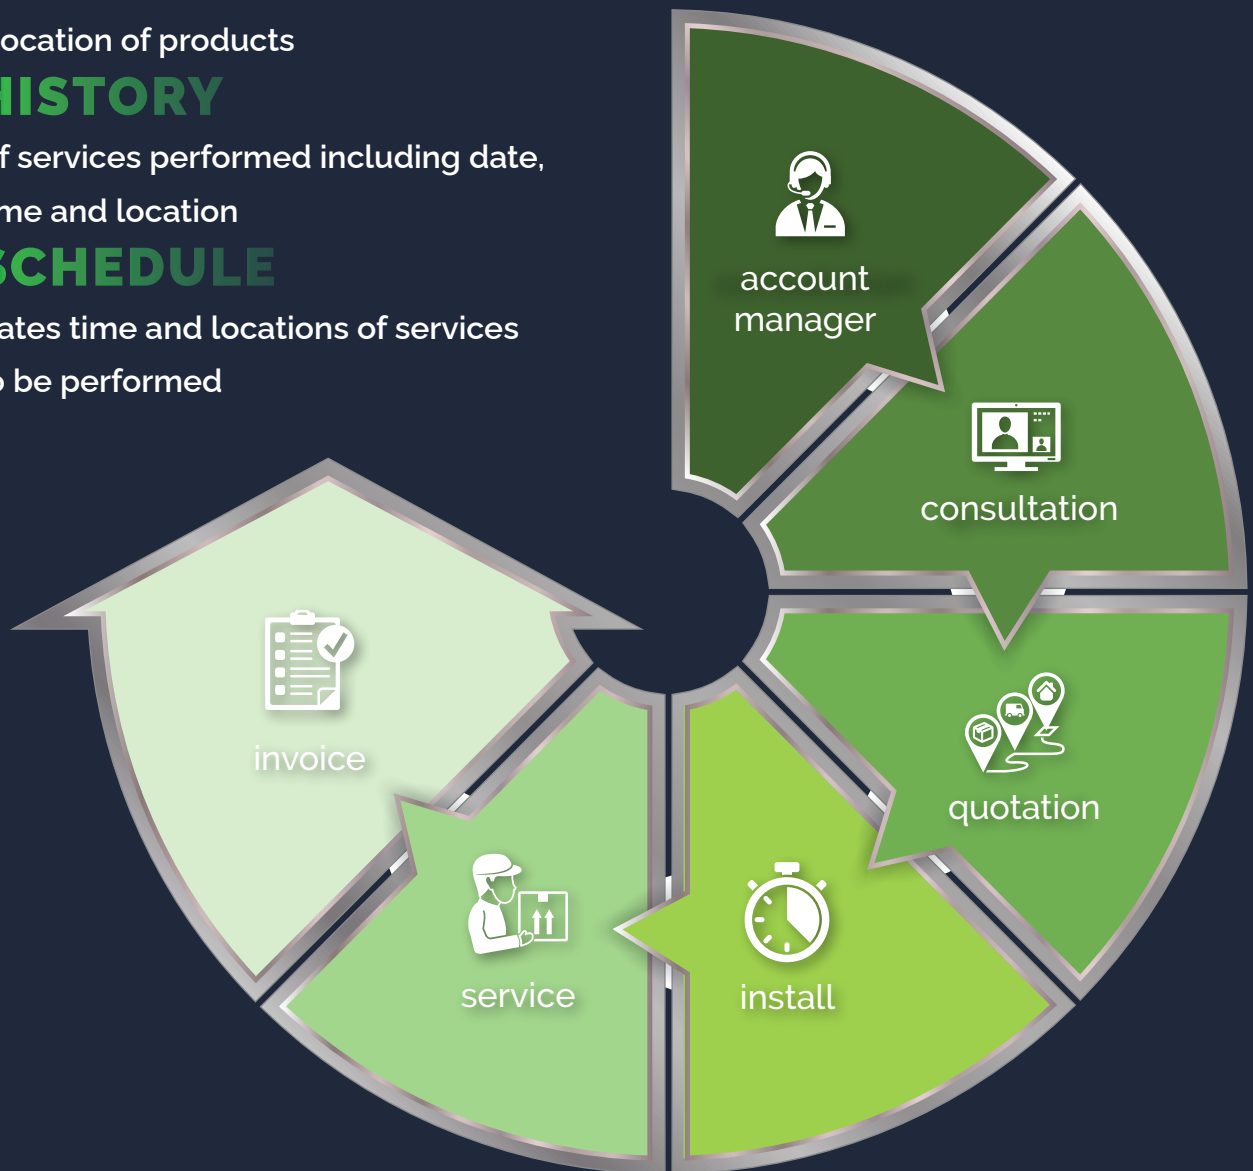 ocation of products
HISTORY
f services performed including date,
me and location
SCHEDULE
ates time and locations of services
o be performed
account
manager
consultation
quotation
install
service
invoice